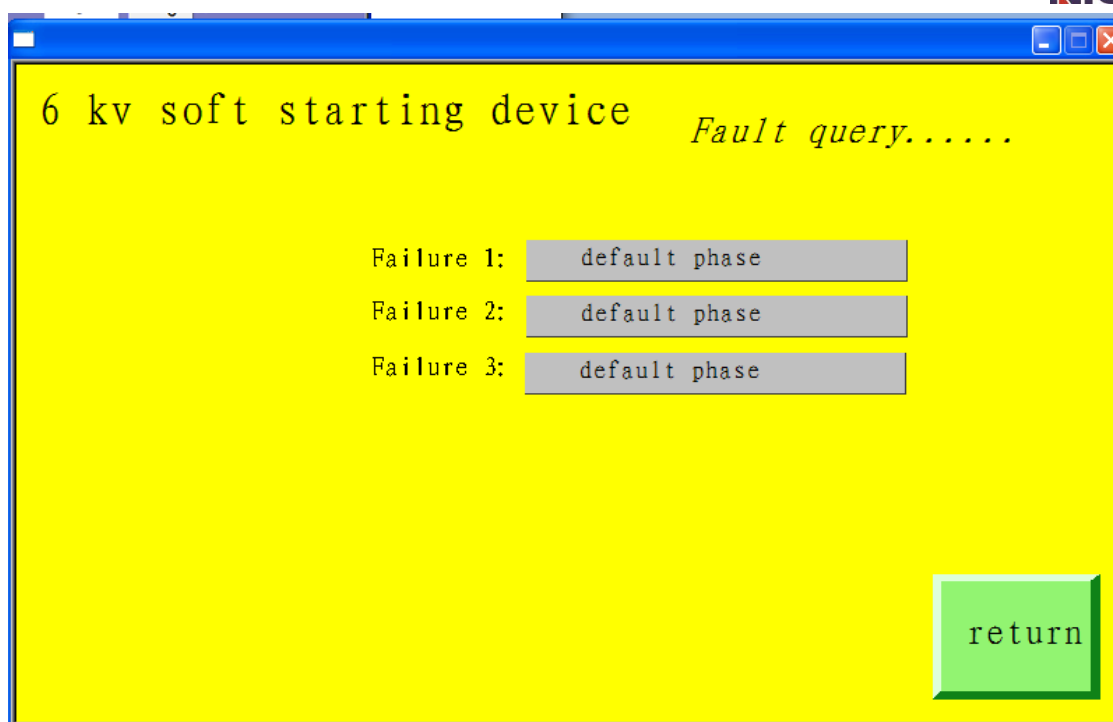 6 kv soft starting device
Fault query......
Failure 1: default phase
Failure 2: default phase
Failure 3: default phase
return